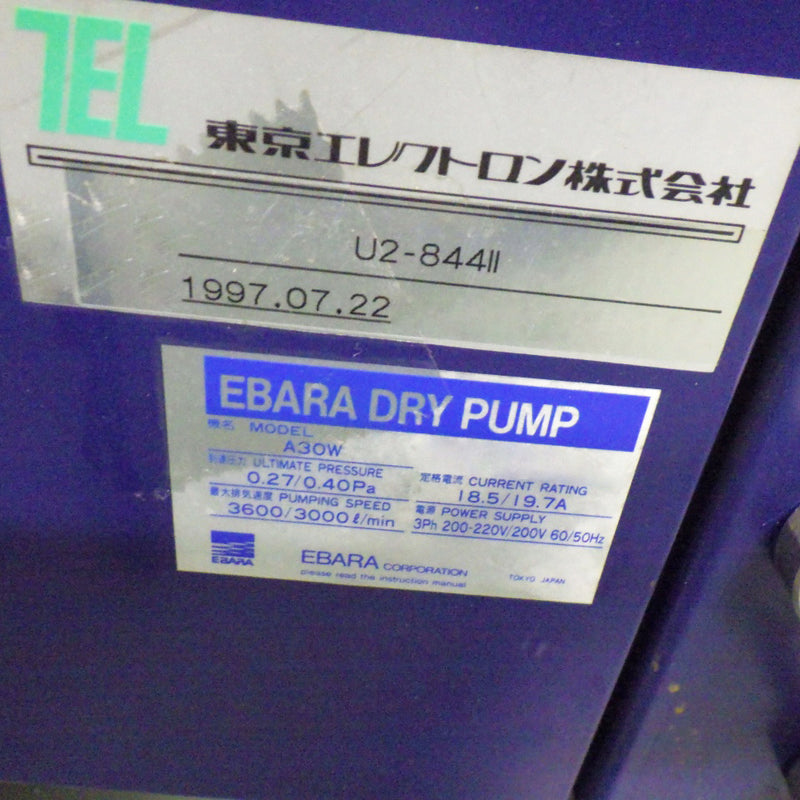 TEL
東京エレクトロン株式会社
U2-844II
1997.07.22
EBARA DRY PUMP
機名 MODEL
A30W
到達圧力 ULTIMATE PRESSURE
0.27/0.40Pa
最大排気速度 PUMPING SPEED
3600/3000ℓ/min
定格電流 CURRENT RATING
18.5/19.7A
電源 POWER SUPPLY
3Ph 200-220V/200V 60/50Hz
EBARA
EBARA CORPORATION
please read the instruction manual
TOKYO JAPAN